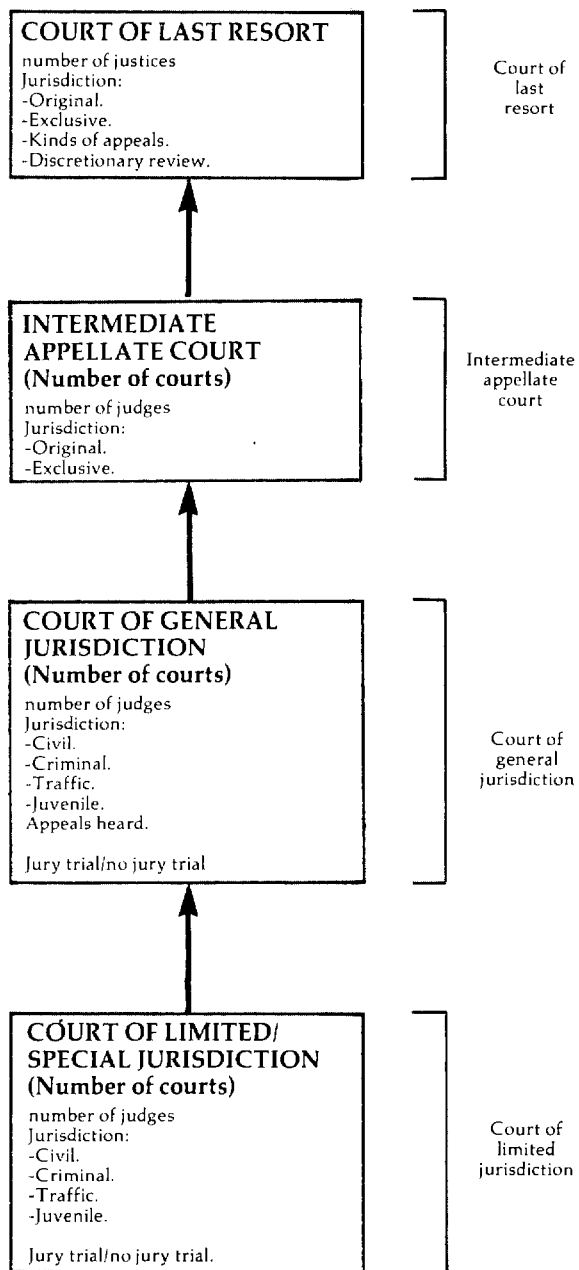 COURT OF LAST RESORT
number of justices
Jurisdiction:
-Original.
-Exclusive.
-Kinds of appeals.
-Discretionary review.
Court of
last
resort
INTERMEDIATE
APPELLATE COURT
(Number of courts)
number of judges
Jurisdiction:
-Original.
-Exclusive.
Intermediate
appellate
court
COURT OF GENERAL
JURISDICTION
(Number of courts)
number of judges
Jurisdiction:
-Civil.
-Criminal.
-Traffic.
-Juvenile.
Appeals heard.
Jury trial/no jury trial
Court of
general
jurisdiction
COURT OF LIMITED/
SPECIAL JURISDICTION
(Number of courts)
number of judges
Jurisdiction:
-Civil.
-Criminal.
-Traffic.
-Juvenile.
Jury trial/no jury trial.
Court of
limited
jurisdiction